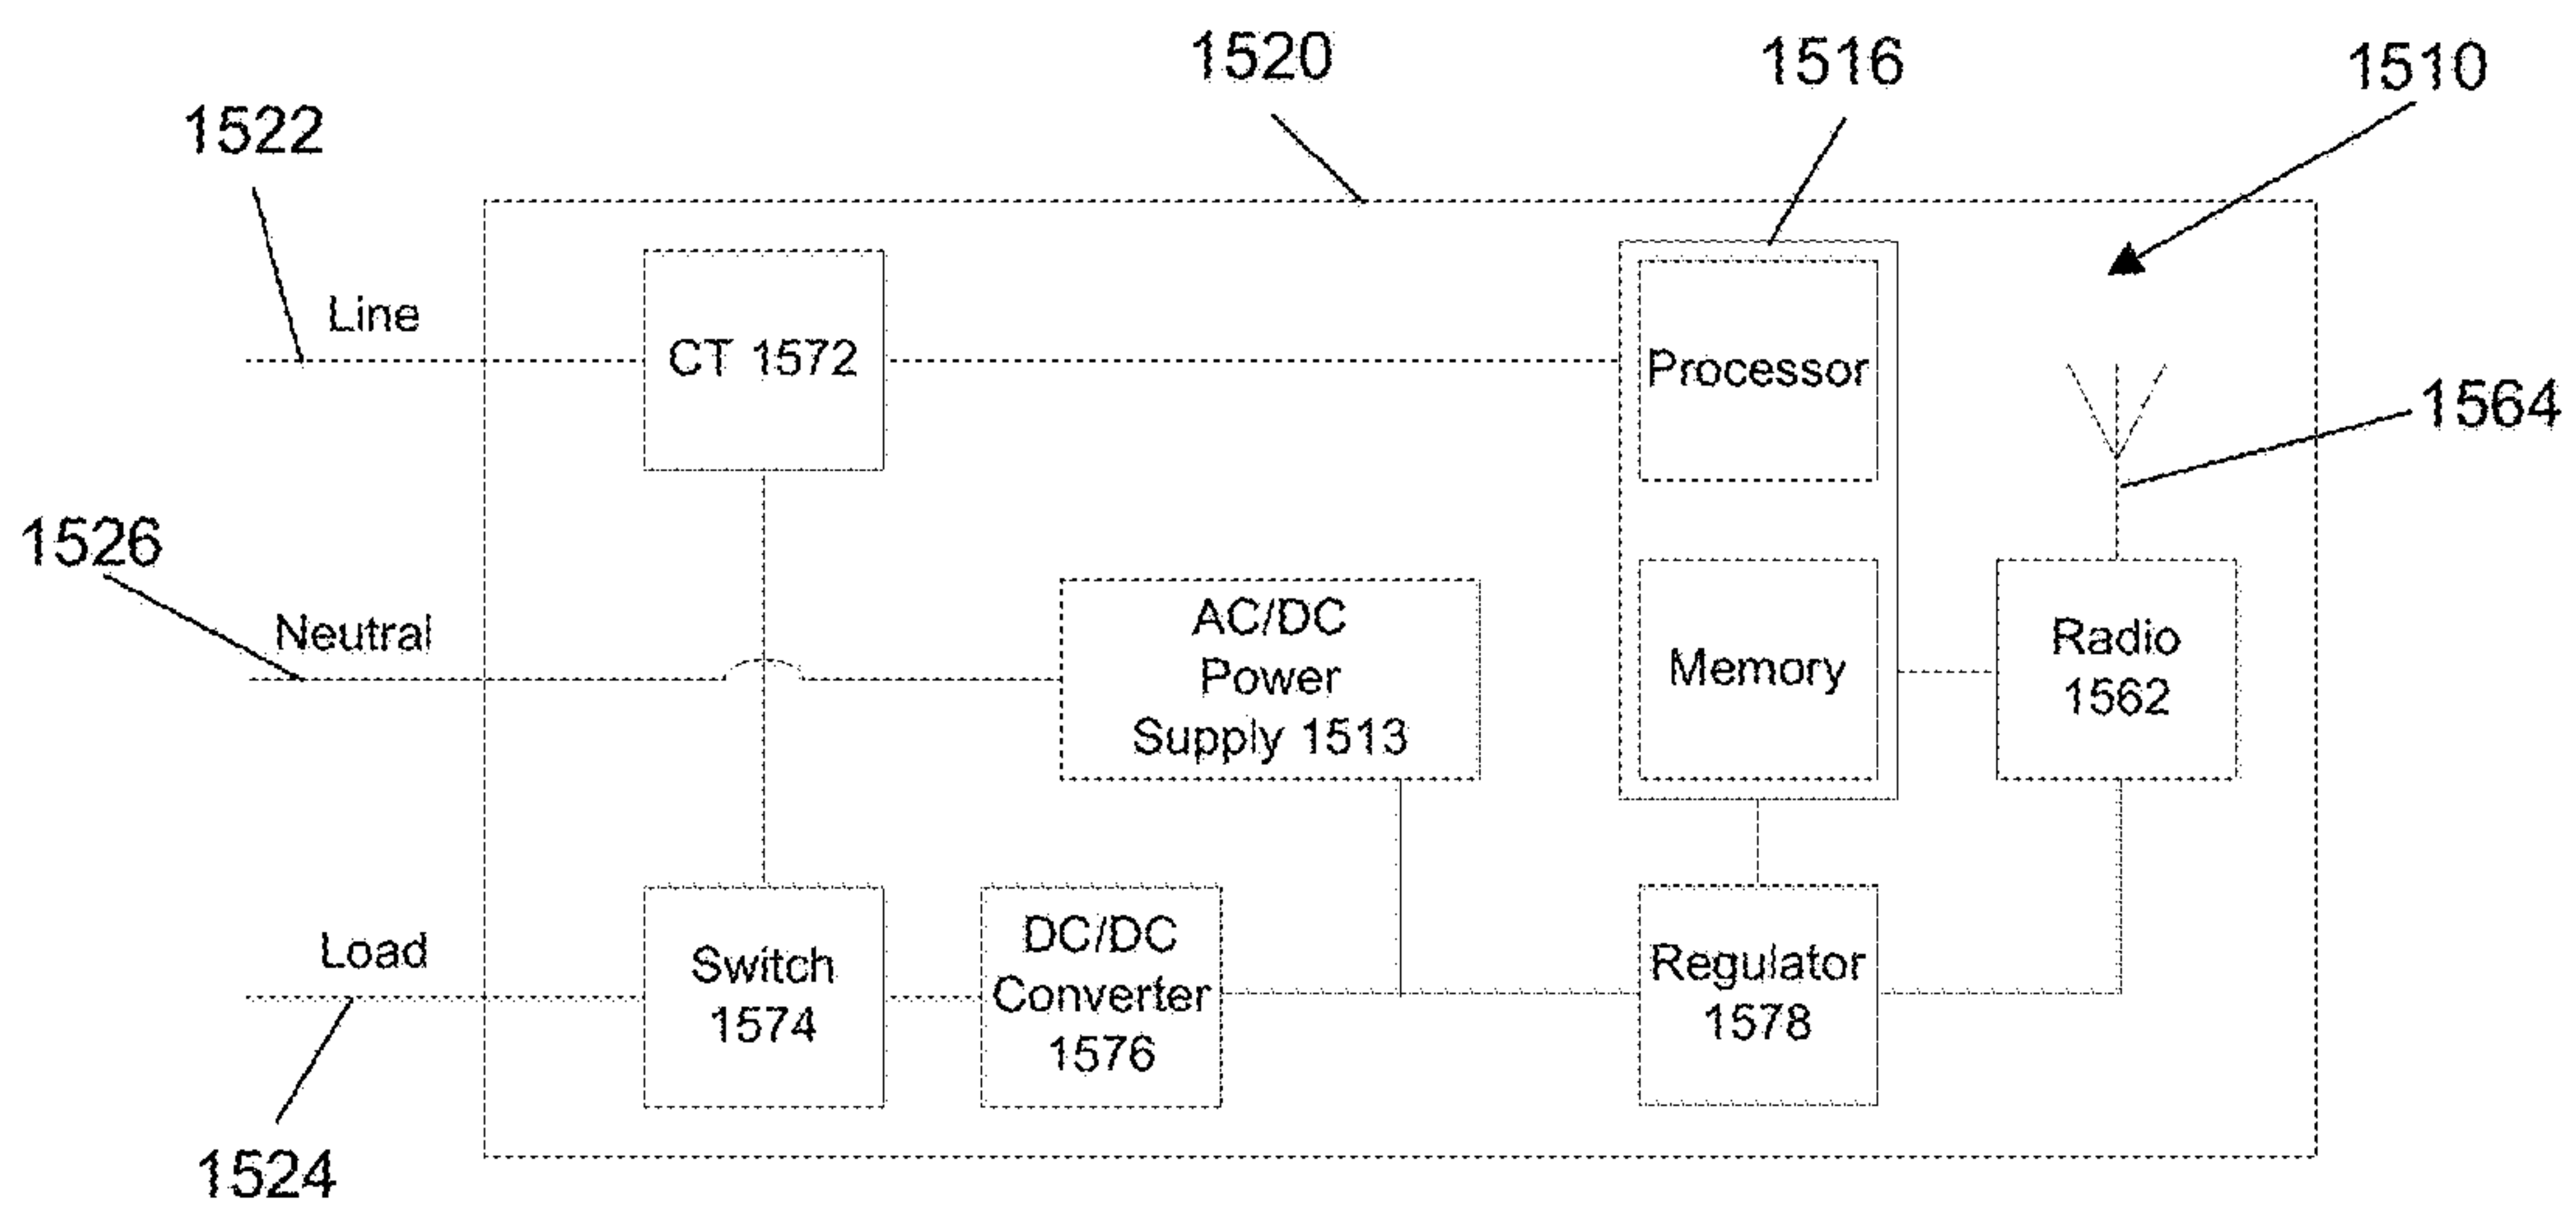 1520
1516
1510
1522
Line
CT 1572
Processor
1564
1526
Neutral
AC/DC
Power
Supply 1513
Memory
Radio
1562
Load
Switch
1574
DC/DC
Converter
1576
Regulator
1578
1524